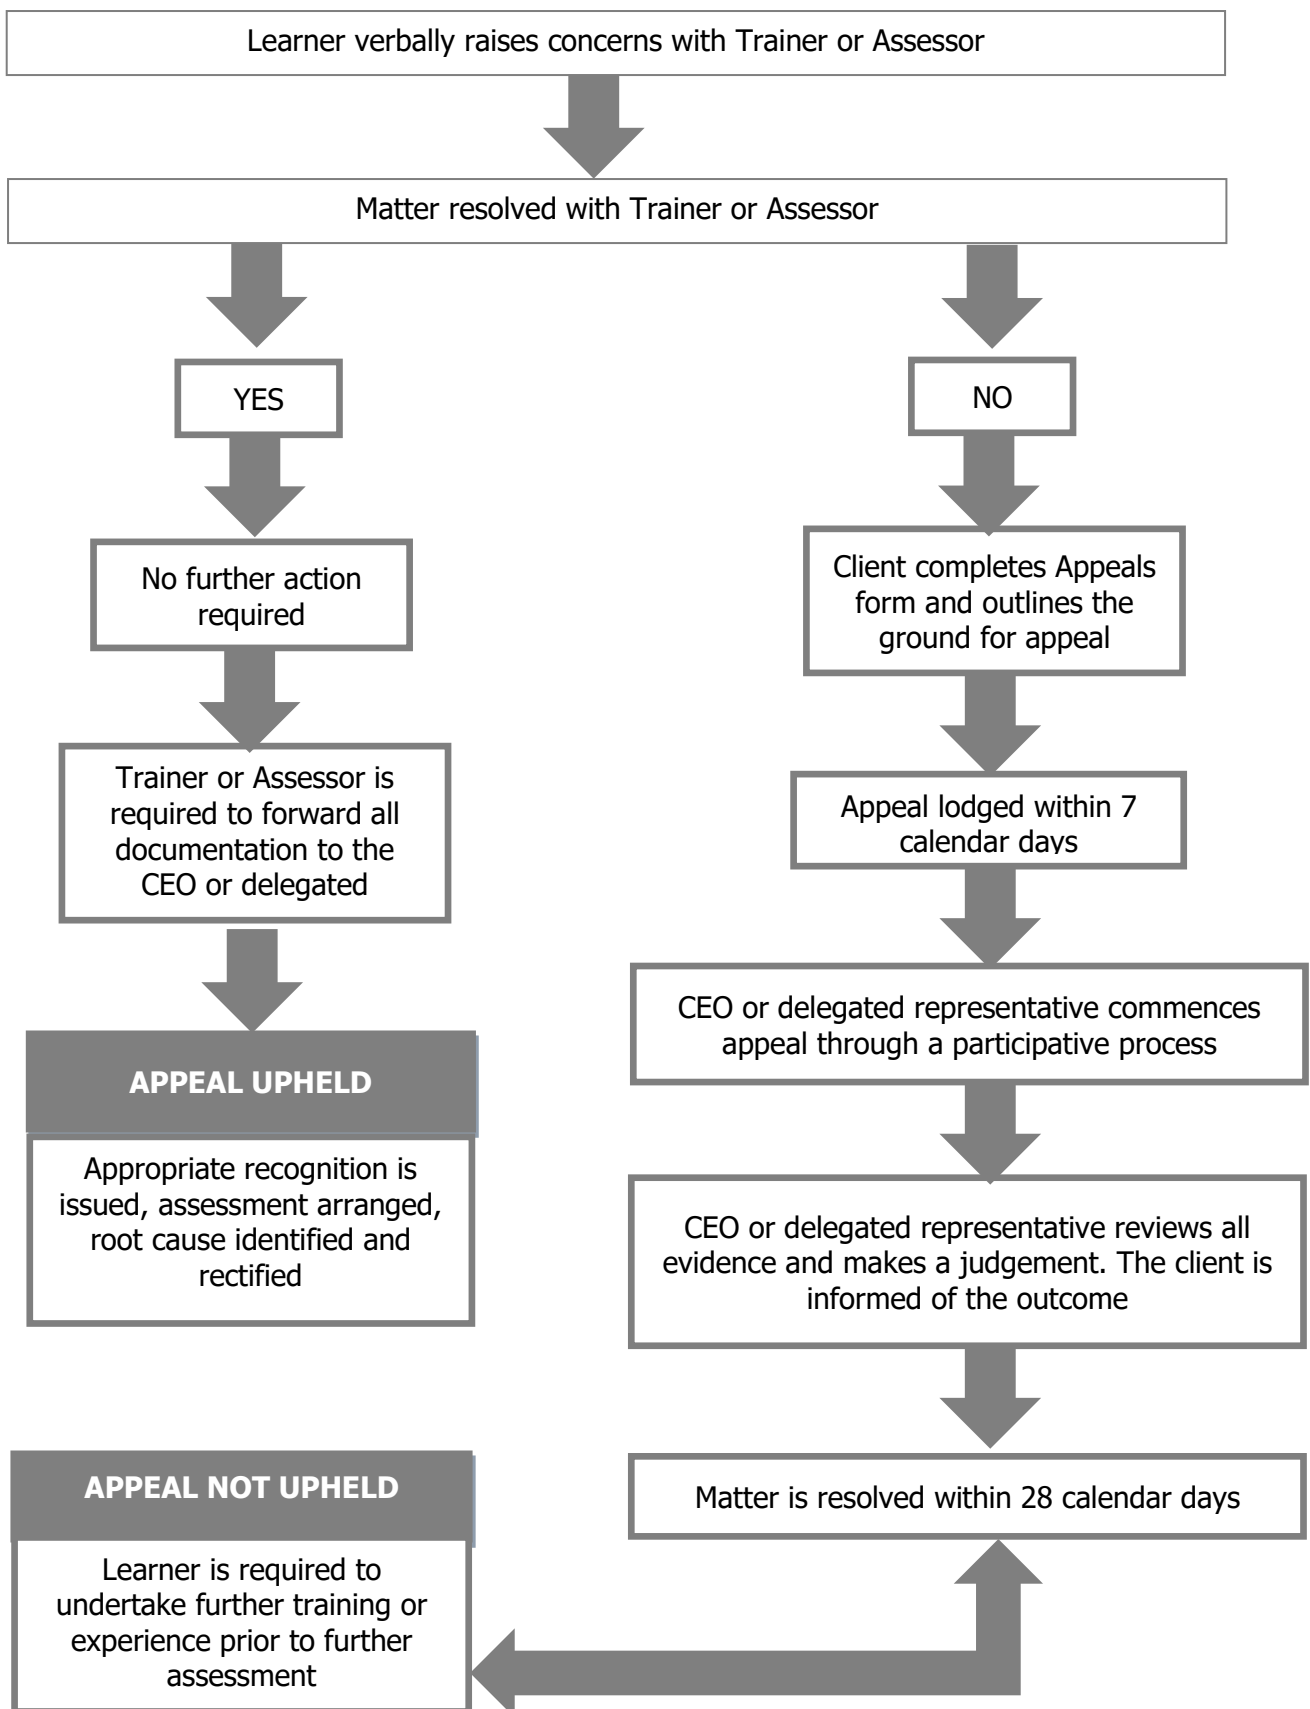 Learner verbally raises concerns with Trainer or Assessor
Matter resolved with Trainer or Assessor
YES
No further action
required
Trainer or Assessor is
required to forward all
documentation to the
CEO or delegated
APPEAL UPHELD
Appropriate recognition is
issued, assessment arranged,
root cause identified and
rectified
NO
Client completes Appeals
form and outlines the
ground for appeal
Appeal lodged within 7
calendar days
CEO or delegated representative commences
appeal through a participative process
CEO or delegated representative reviews all
evidence and makes a judgement. The client is
informed of the outcome
Matter is resolved within 28 calendar days
APPEAL NOT UPHELD
Learner is required to
undertake further training or
experience prior to further
assessment